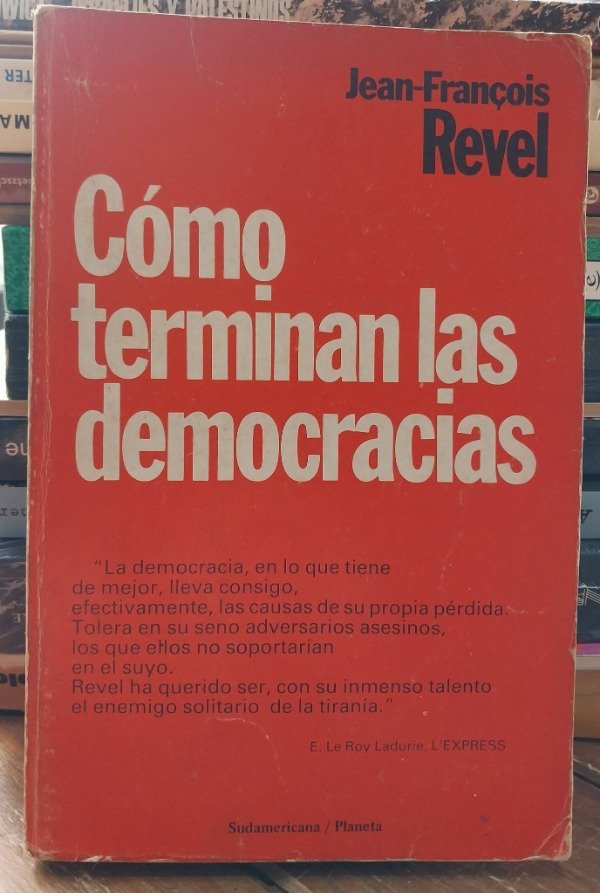 Jean-François
Revel
Cómo
terminan las
democracias
"La democracia, en lo que tiene
de mejor, lleva consigo,
efectivamente, las causas de su propia pérdida.
Tolera en su seno adversarios asesinos,
los que ellos no soportarían
en el suyo.
Revel ha querido ser, con su inmenso talento
el enemigo solitario de la tiranía."
E. Le Roy Ladurie, L'EXPRESS
Sudamericana / Planeta